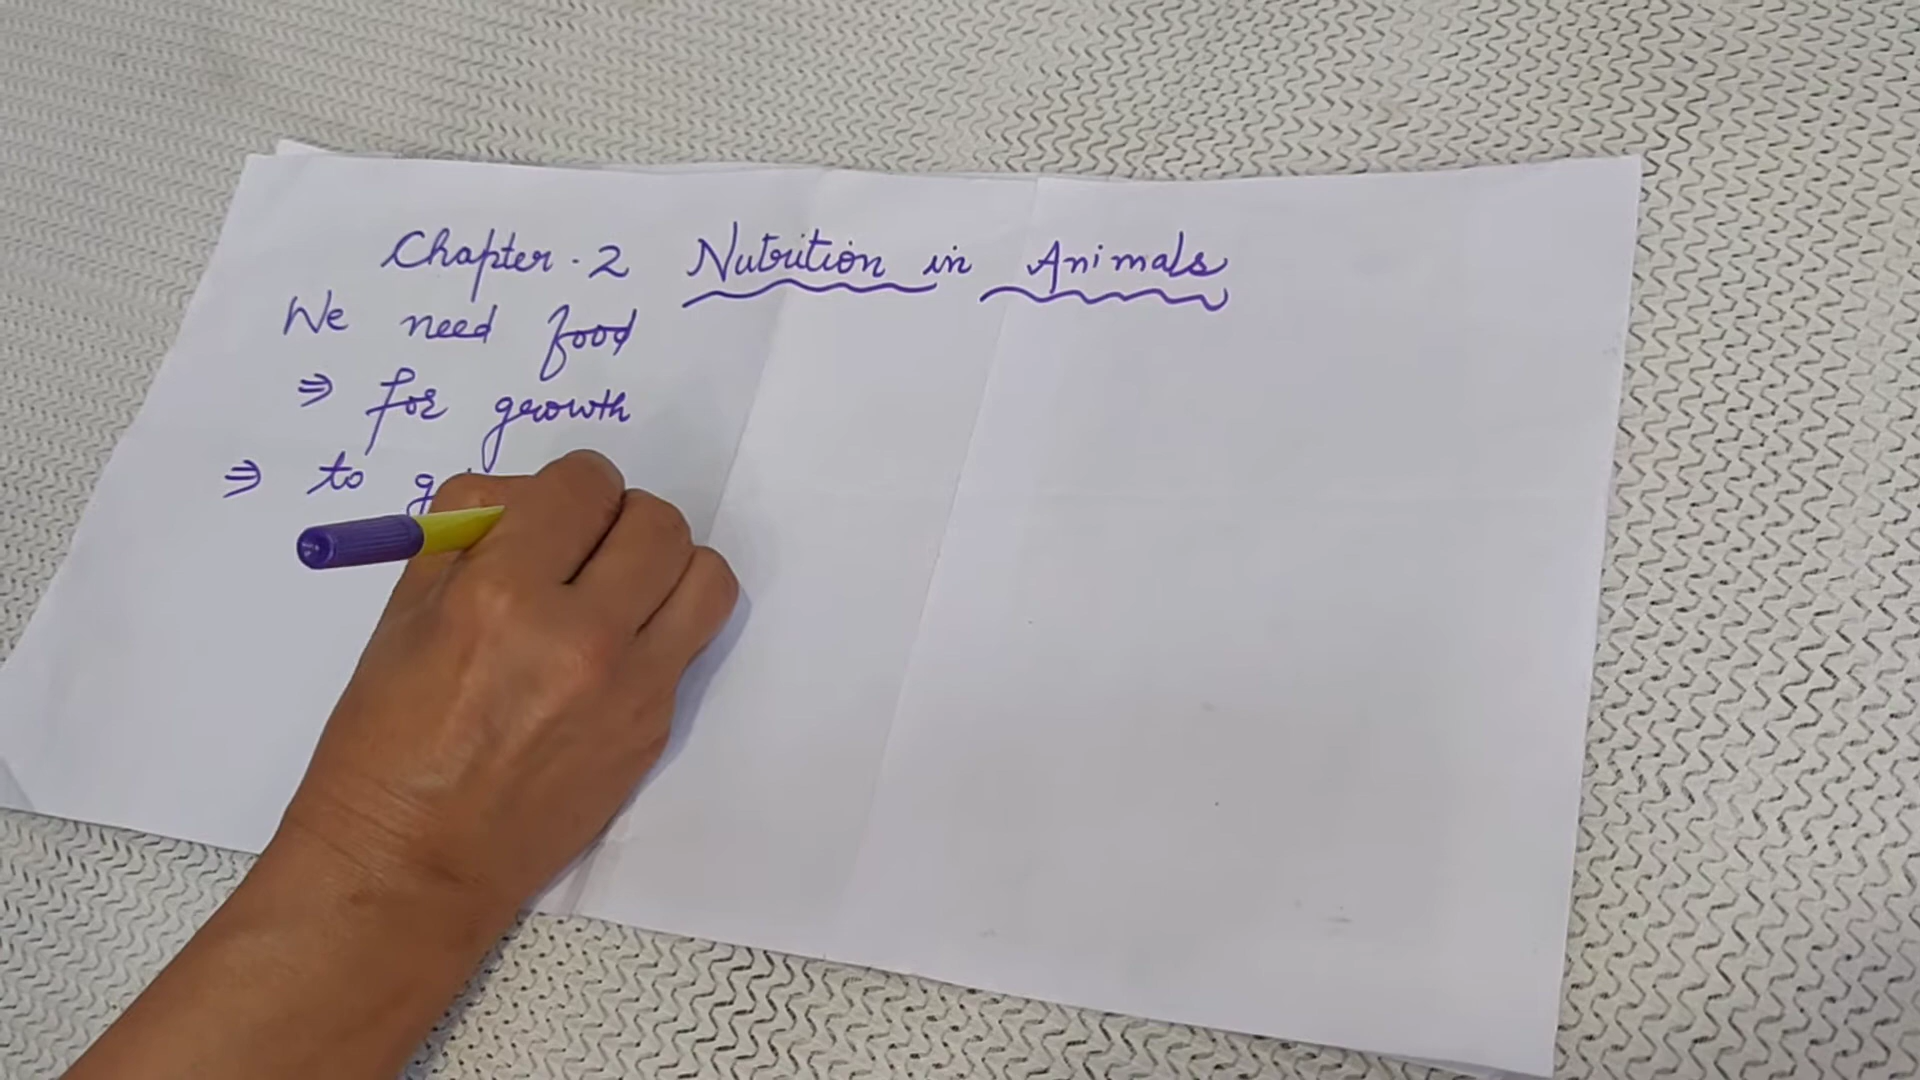 Chapter. 2 Nutrition in Animals
We need food
⇒ for growth
⇒ to